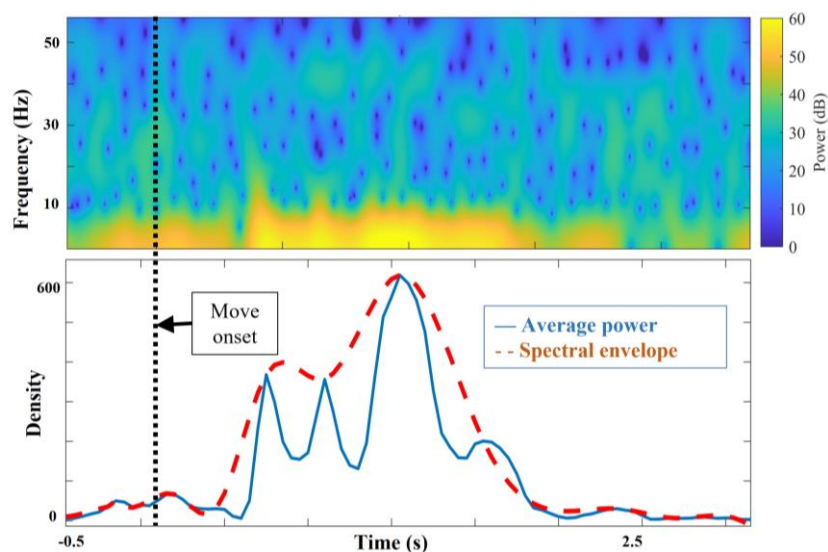 50
30
10
Frequency (Hz)
60
50
40
30
20
10
0
Power (dB)
600
0
Density
Move
onset
Average power
Spectral envelope
-0.5
Time (s)
2.5